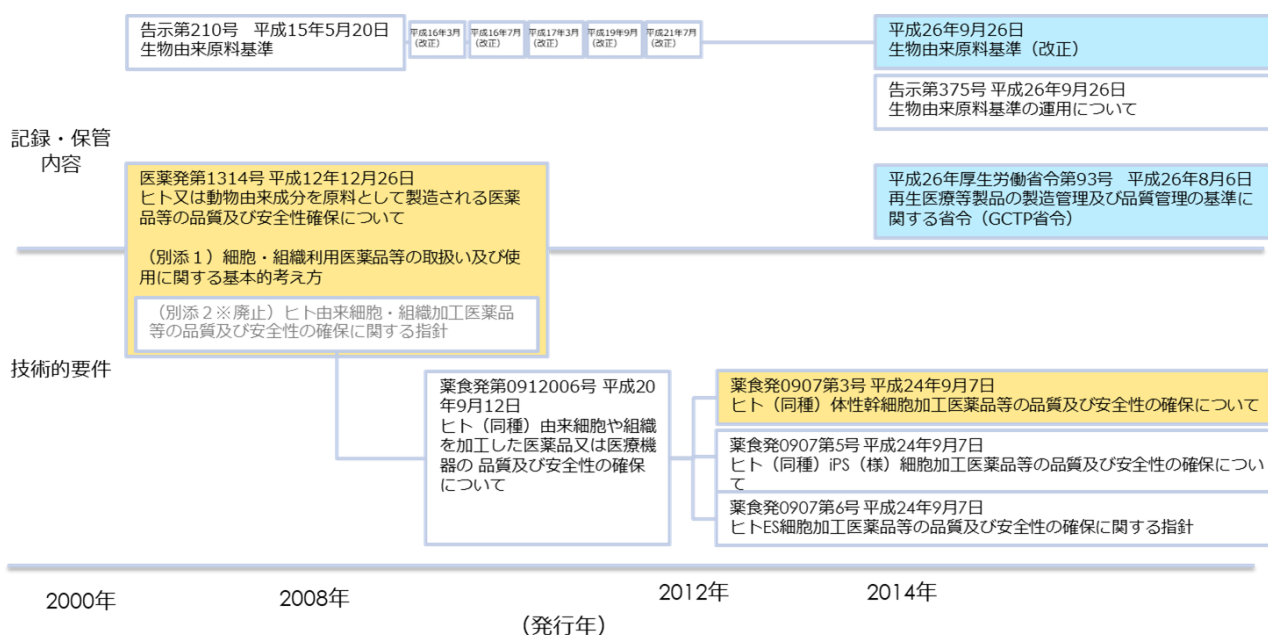 告示第210号　平成15年5月20日
生物由来原料基準
平成16年3月
（改正）
平成16年7月
（改正）
平成17年3月
（改正）
平成19年9月
（改正）
平成21年7月
（改正）
平成26年9月26日
生物由来原料基準（改正）
告示第375号 平成26年9月26日
生物由来原料基準の運用について
記録・保管
内容
医薬発第1314号 平成12年12月26日
ヒト又は動物由来成分を原料として製造される医薬
品等の品質及び安全性確保について
（別添１）細胞・組織利用医薬品等の取扱い及び使
用に関する基本的考え方
（別添２※廃止）ヒト由来細胞・組織加工医薬品
等の品質及び安全性の確保に関する指針
平成26年厚生労働省令第93号　平成26年8月6日
再生医療等製品の製造管理及び品質管理の基準に
関する省令（GCTP省令）
技術的要件
薬食発第0912006号 平成20
年9月12日
ヒト（同種）由来細胞や組織
を加工した医薬品又は医療機
器の 品質及び安全性の確保
について
薬食発0907第3号 平成24年9月7日
ヒト（同種）体性幹細胞加工医薬品等の品質及び安全性の確保について
薬食発0907第5号 平成24年9月7日
ヒト（同種）iPS（様）細胞加工医薬品等の品質及び安全性の確保につい
て
薬食発0907第6号 平成24年9月7日
ヒトES細胞加工医薬品等の品質及び安全性の確保に関する指針
2000年
2008年
2012年
2014年
（発行年）